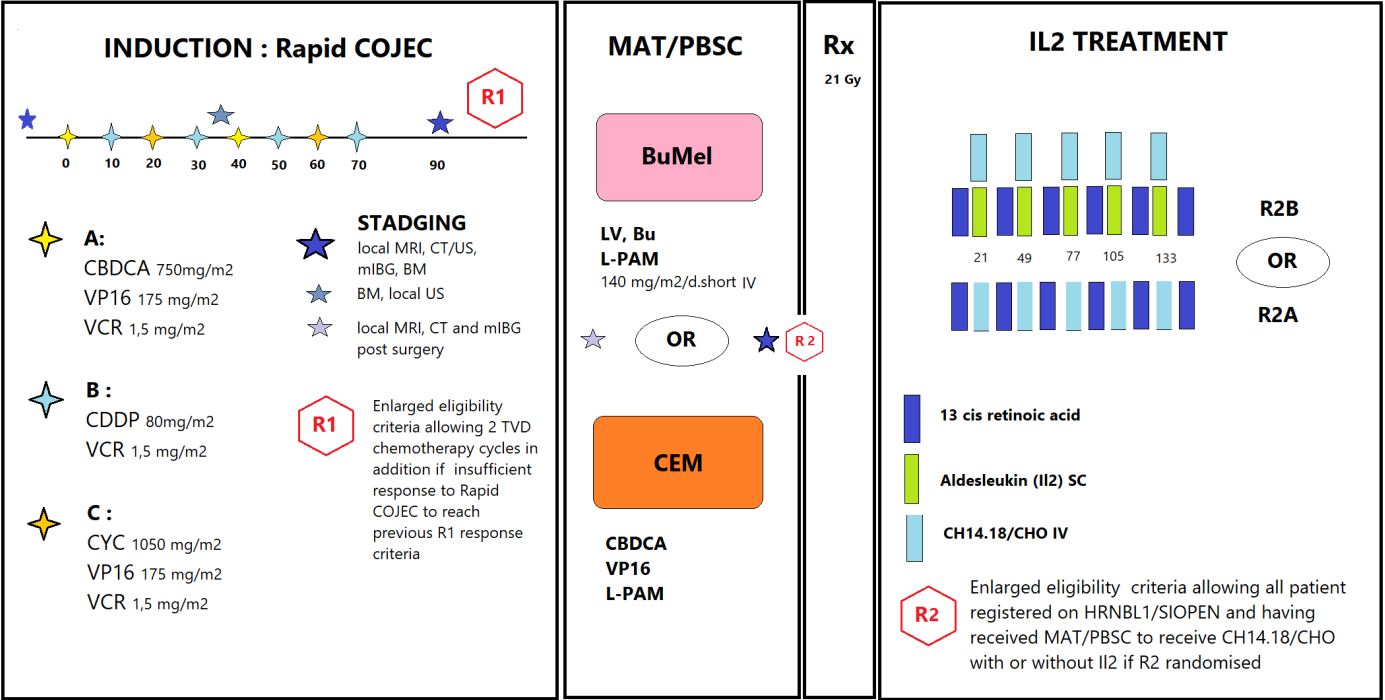 INDUCTION : Rapid COJEC
R1
0 10 20 30 40 50 60 70 90
A:
CBDCA 750mg/m2
VP16 175 mg/m2
VCR 1,5 mg/m2
B :
CDDP 80mg/m2
VCR 1,5 mg/m2
C :
CYC 1050 mg/m2
VP16 175 mg/m2
VCR 1,5 mg/m2
STADGING
local MRI, CT/US,
mIBG, BM
BM, local US
local MRI, CT and mIBG
post surgery
R1
Enlarged eligibility
criteria allowing 2 TVD
chemotherapy cycles in
addition if insufficient
response to Rapid
COJEC to reach
previous R1 response
criteria
MAT/PBSC
BuMel
LV, Bu
L-PAM
140 mg/m2/d.short IV
OR
R 2
CEM
CBDCA
VP16
L-PAM
Rx
21 Gy
IL2 TREATMENT
21 49 77 105 133
R2B
OR
R2A
13 cis retinoic acid
Aldesleukin (Il2) SC
CH14.18/CHO IV
R2
Enlarged eligibility criteria allowing all patient
registered on HRNBL1/SIOPEN and having
received MAT/PBSC to receive CH14.18/CHO
with or without Il2 if R2 randomised